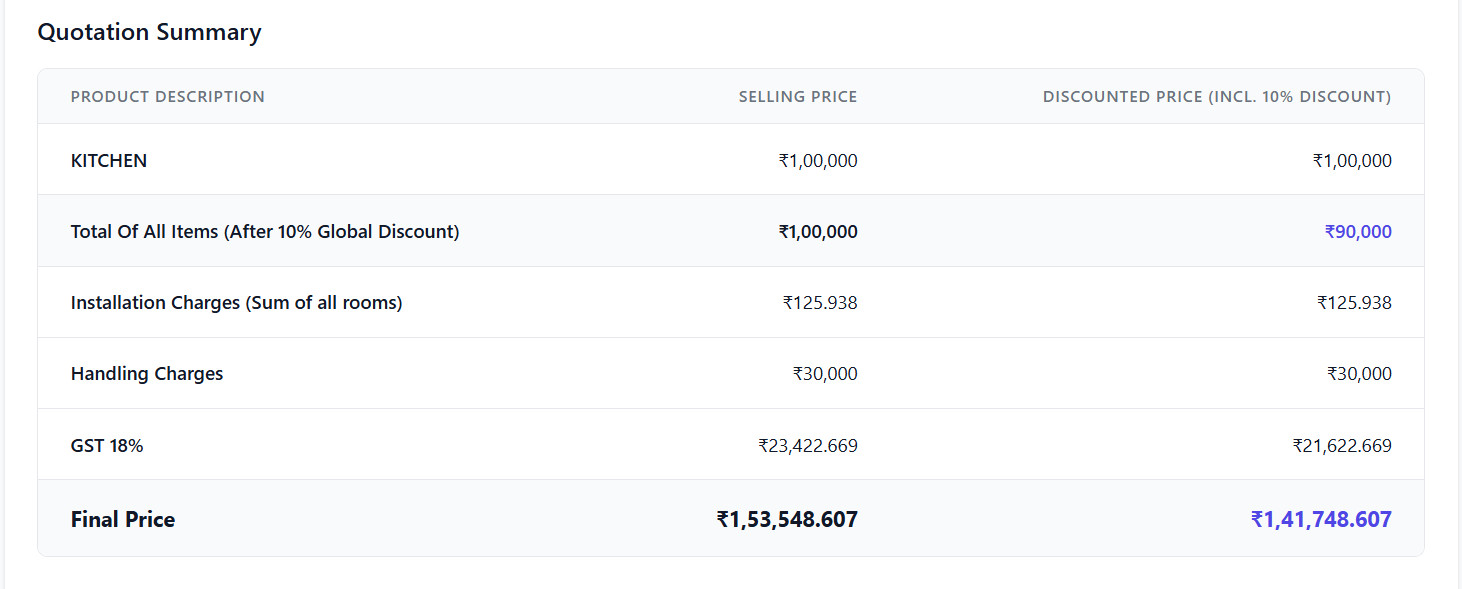 Quotation Summary
PRODUCT DESCRIPTION SELLING PRICE DISCOUNTED PRICE (INCL. 10% DISCOUNT)
KITCHEN ₹1,00,000 ₹1,00,000
Total Of All Items (After 10% Global Discount) ₹1,00,000 ₹90,000
Installation Charges (Sum of all rooms) ₹125.938 ₹125.938
Handling Charges ₹30,000 ₹30,000
GST 18% ₹23,422.669 ₹21,622.669
Final Price ₹1,53,548.607 ₹1,41,748.607